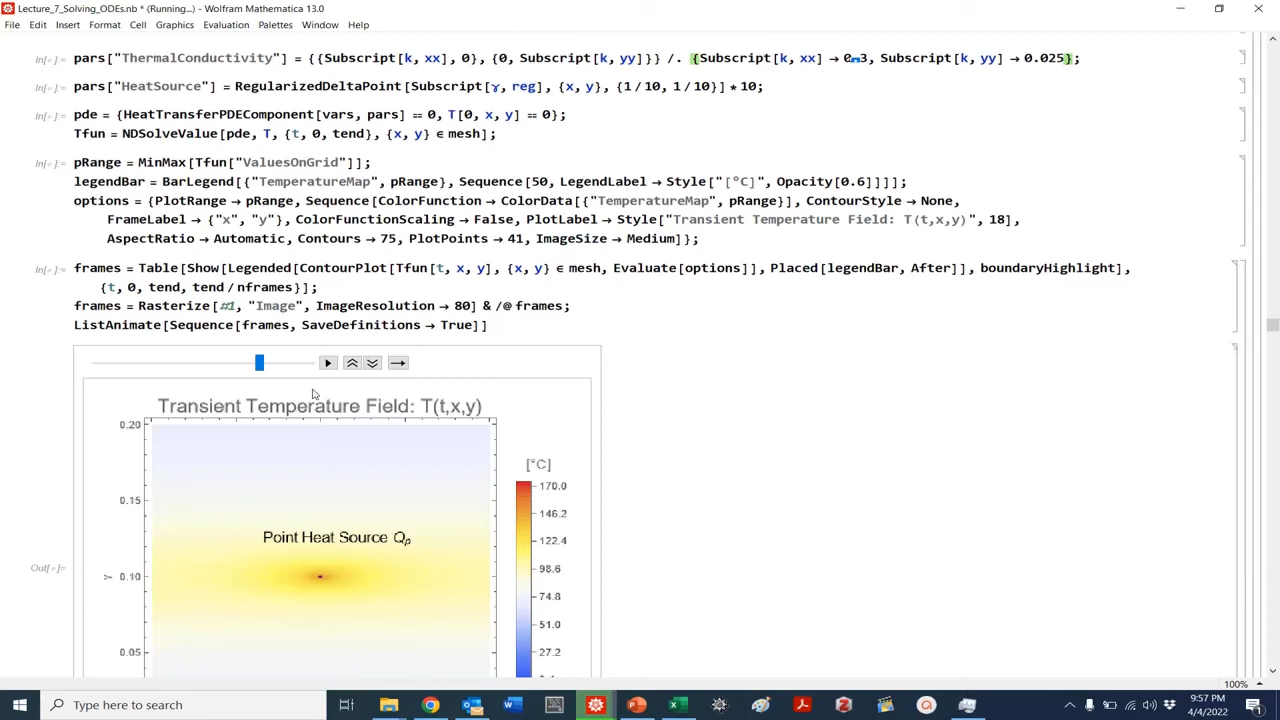 Lecture_7_Solving_ODEs.nb * (Running...) - Wolfram Mathematica 13.0
File Edit Insert Format Cell Graphics Evaluation Palettes Window Help
In[•]:= pars["ThermalConductivity"] = {{Subscript[k, xx], 0}, {0, Subscript[k, yy]}} /. {Subscript[k, xx] → 0.3, Subscript[k, yy] → 0.025};
In[•]:= pars["HeatSource"] = RegularizedDeltaPoint[Subscript[γ, reg], {x, y}, {1/10, 1/10}] * 10;
In[•]:= pde = {HeatTransferPDEComponent[vars, pars] == 0, T[0, x, y] == 0};
Tfun = NDSolveValue[pde, T, {t, 0, tend}, {x, y} ∈ mesh];
In[•]:= pRange = MinMax[Tfun["ValuesOnGrid"]];
legendBar = BarLegend[{"TemperatureMap", pRange}, Sequence[50, LegendLabel → Style["[°C]", Opacity[0.6]]]];
options = {PlotRange → pRange, Sequence[ColorFunction → ColorData[{"TemperatureMap", pRange}], ContourStyle → None,
FrameLabel → {"x", "y"}, ColorFunctionScaling → False, PlotLabel → Style["Transient Temperature Field: T(t,x,y)", 18],
AspectRatio → Automatic, Contours → 75, PlotPoints → 41, ImageSize → Medium]};
In[•]:= frames = Table[Show[Legended[ContourPlot[Tfun[t, x, y], {x, y} ∈ mesh, Evaluate[options]], Placed[legendBar, After]], boundaryHighlight],
{t, 0, tend, tend / nframes}];
frames = Rasterize[#1, "Image", ImageResolution → 80] & /@ frames;
ListAnimate[Sequence[frames, SaveDefinitions → True]]
Transient Temperature Field: T(t,x,y)
0.20
[°C]
170.0
0.15
146.2
Point Heat Source Qp
122.4
98.6
Out[•]=
y
0.10
74.8
51.0
0.05
27.2
100%
Type here to search
9:57 PM
4/4/2022